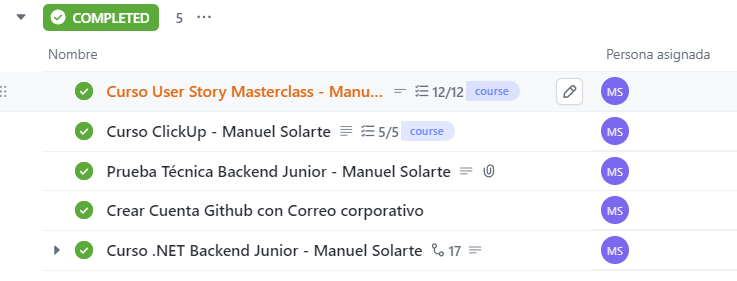 COMPLETED 5 ...
Nombre Persona asignada
Curso User Story Masterclass - Manu... 12/12 course MS
Curso ClickUp - Manuel Solarte 5/5 course MS
Prueba Técnica Backend Junior - Manuel Solarte MS
Crear Cuenta Github con Correo corporativo MS
Curso .NET Backend Junior - Manuel Solarte 17 MS